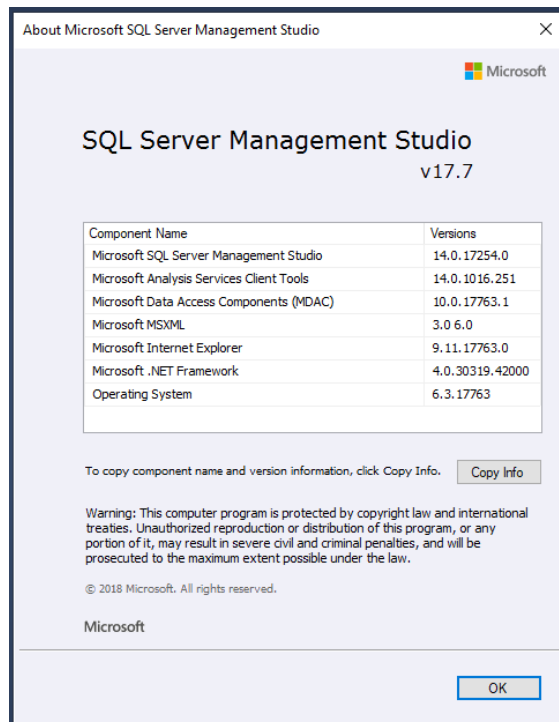 About Microsoft SQL Server Management Studio
Microsoft
SQL Server Management Studio
v17.7
Component Name Versions
Microsoft SQL Server Management Studio 14.0.17254.0
Microsoft Analysis Services Client Tools 14.0.1016.251
Microsoft Data Access Components (MDAC) 10.0.17763.1
Microsoft MSXML 3.0 6.0
Microsoft Internet Explorer 9.11.17763.0
Microsoft .NET Framework 4.0.30319.42000
Operating System 6.3.17763
To copy component name and version information, click Copy Info. Copy Info
Warning: This computer program is protected by copyright law and international
treaties. Unauthorized reproduction or distribution of this program, or any
portion of it, may result in severe civil and criminal penalties, and will be
prosecuted to the maximum extent possible under the law.
© 2018 Microsoft. All rights reserved.
Microsoft
OK